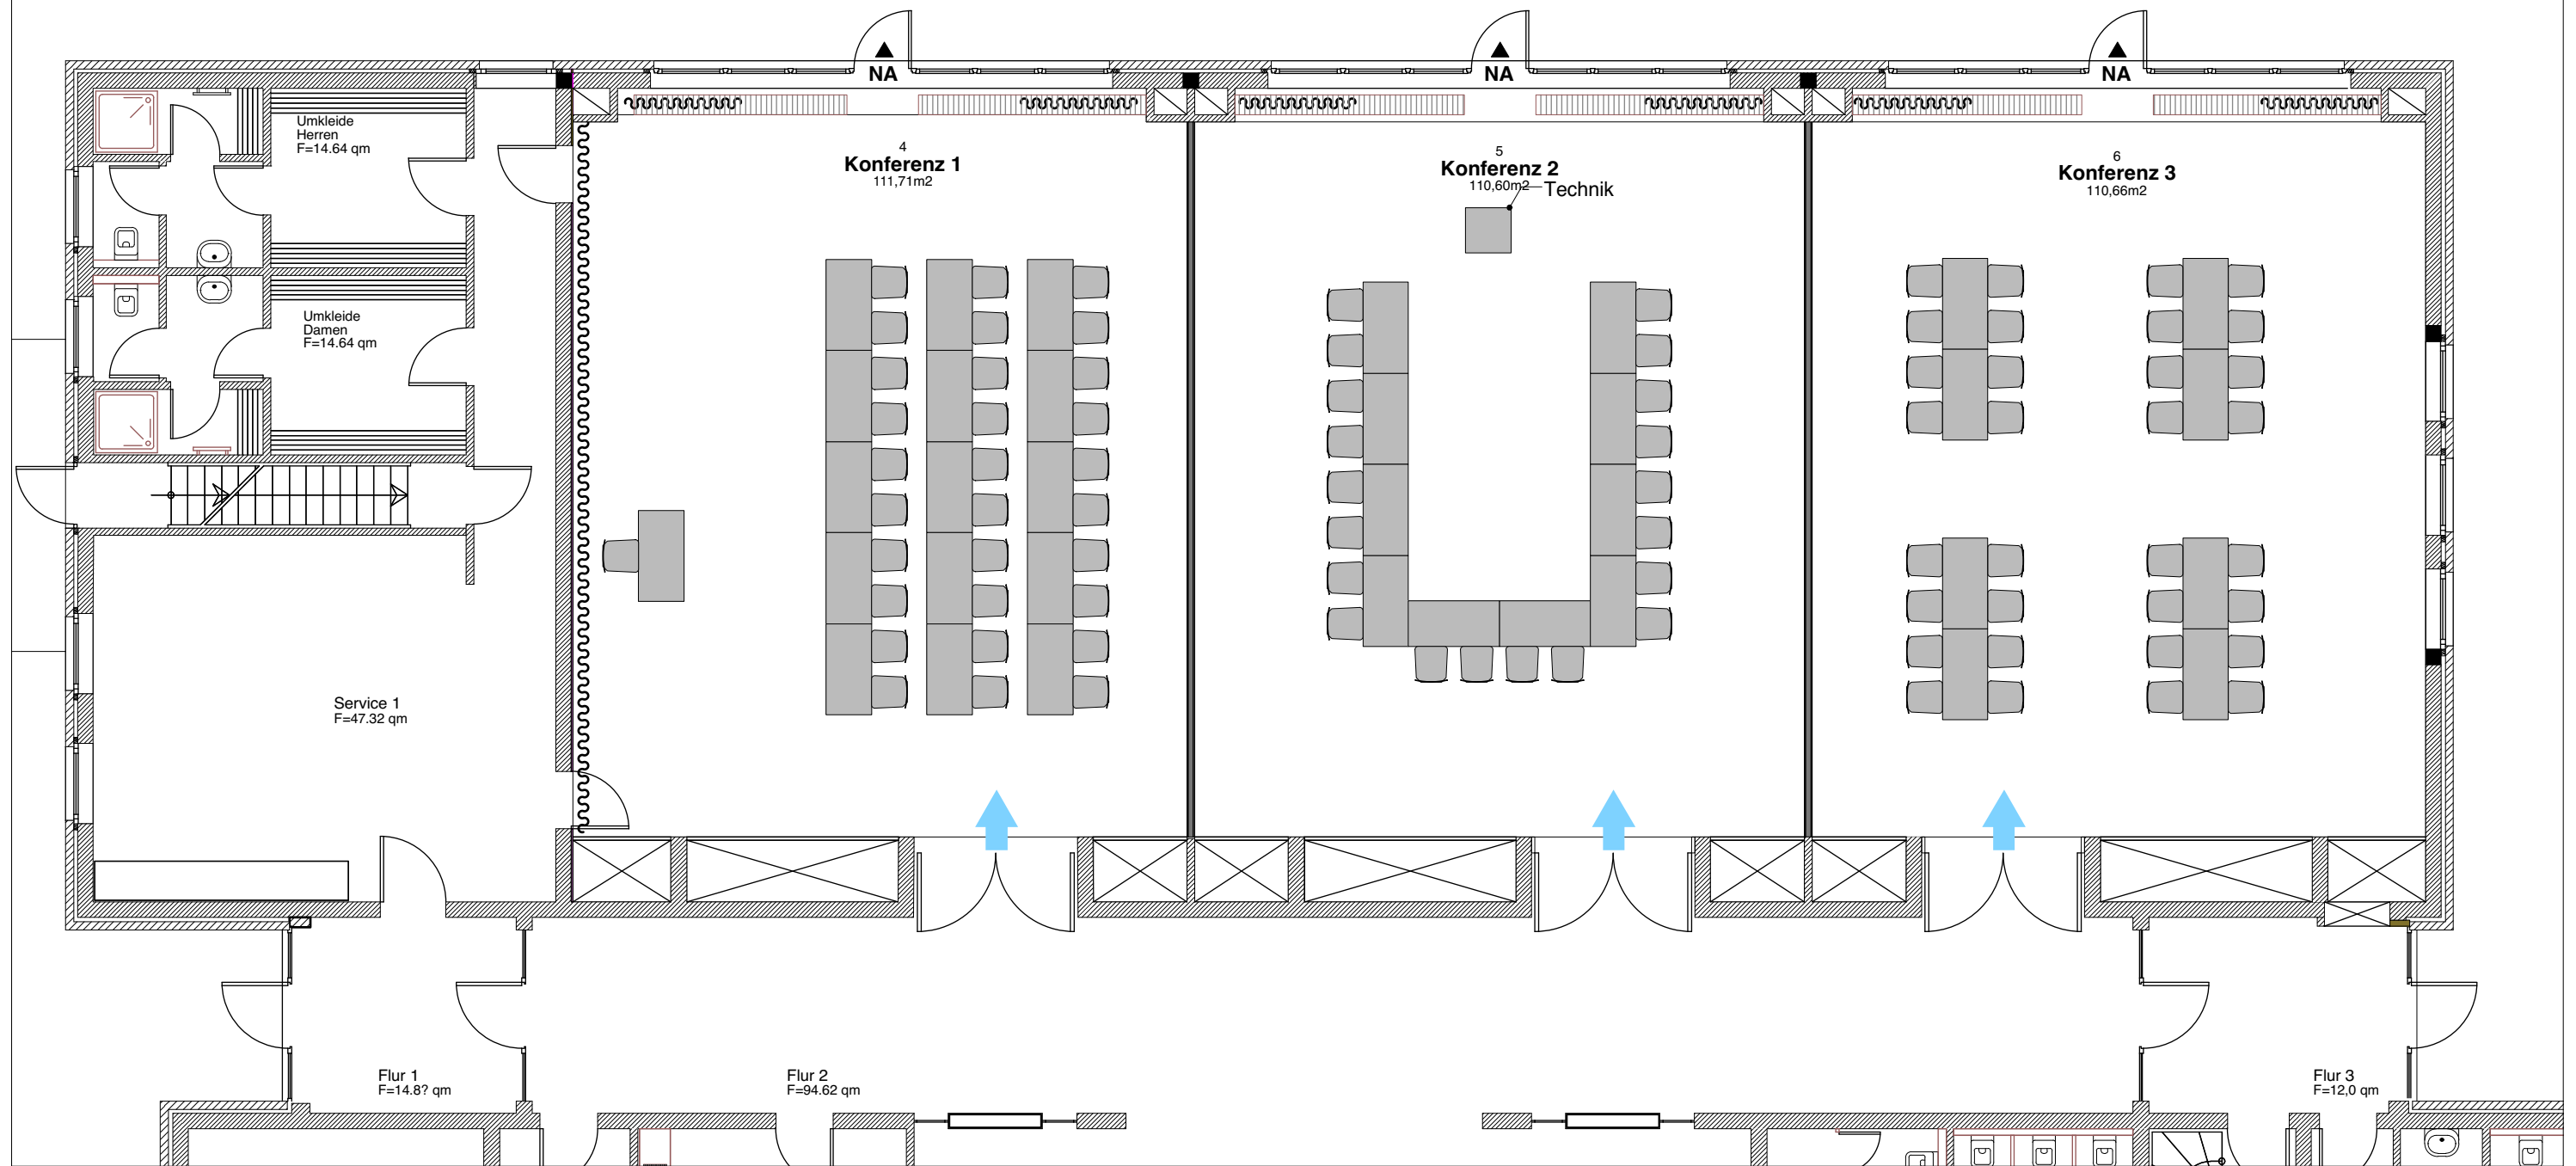 NA
NA
NA
Umkleide
Herren
F=14.64 qm
4
Konferenz 1
111,71m2
5
Konferenz 2
110,60m2
Technik
6
Konferenz 3
110,66m2
Umkleide
Damen
F=14.64 qm
Service 1
F=47.32 qm
Flur 1
F=14.8? qm
Flur 2
F=94.62 qm
Flur 3
F=12,0 qm